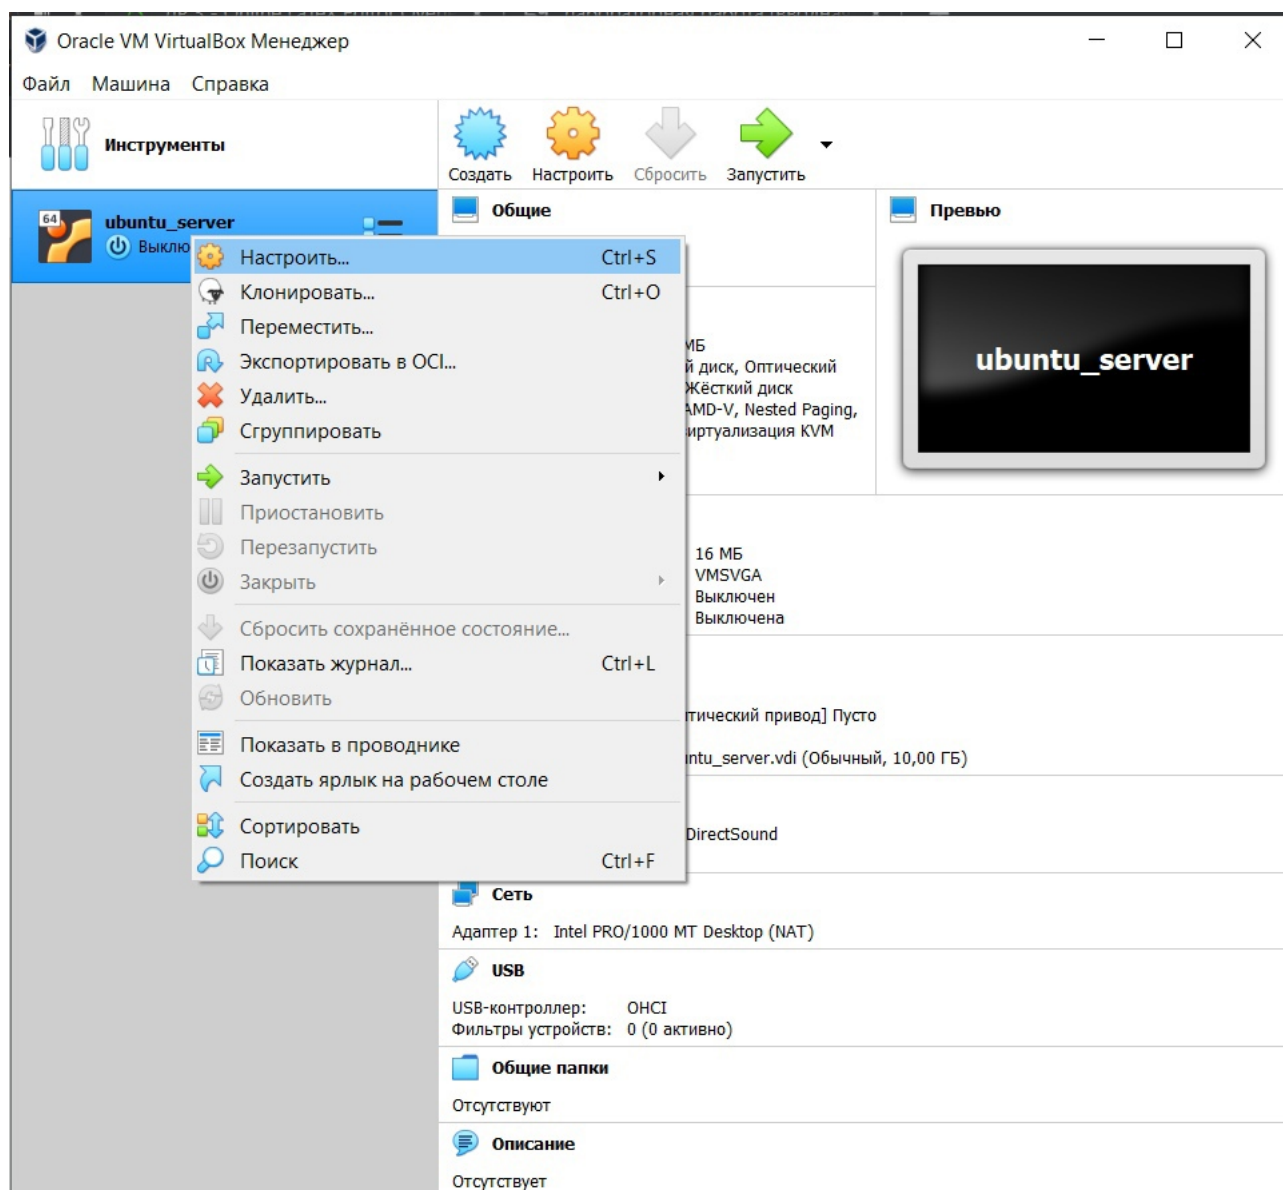 Oracle VM VirtualBox Менеджер
Файл Машина Справка
Инструменты
Создать Настроить Сбросить Запустить
64
ubuntu_server
Выклю
Настроить... Ctrl+S
Клонировать... Ctrl+O
Переместить...
Экспортировать в OCI...
Удалить...
Сгруппировать
Запустить
Приостановить
Перезапустить
Закрыть
Сбросить сохранённое состояние...
Показать журнал... Ctrl+L
Обновить
Показать в проводнике
Создать ярлык на рабочем столе
Сортировать
Поиск Ctrl+F
Общие
Превью
ubuntu_server
МБ
й диск, Оптический
Жёсткий диск
AMD-V, Nested Paging,
виртуализация KVM
16 МБ
VMSVGA
Выключен
Выключена
тический привод] Пусто
ntu_server.vdi (Обычный, 10,00 ГБ)
DirectSound
Сеть
Адаптер 1: Intel PRO/1000 MT Desktop (NAT)
USB
USB-контроллер: OHCI
Фильтры устройств: 0 (0 активно)
Общие папки
Отсутствуют
Описание
Отсутствует